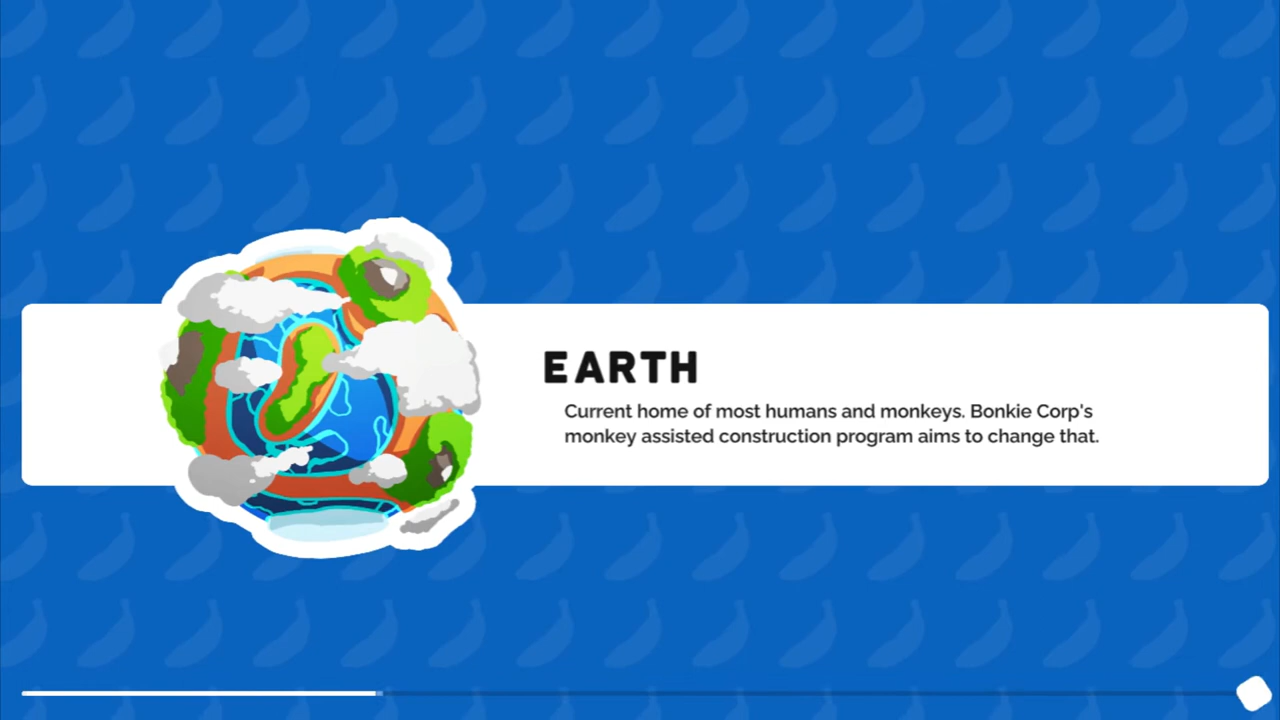 EARTH
Current home of most humans and monkeys. Bonkie Corp's
monkey assisted construction program aims to change that.